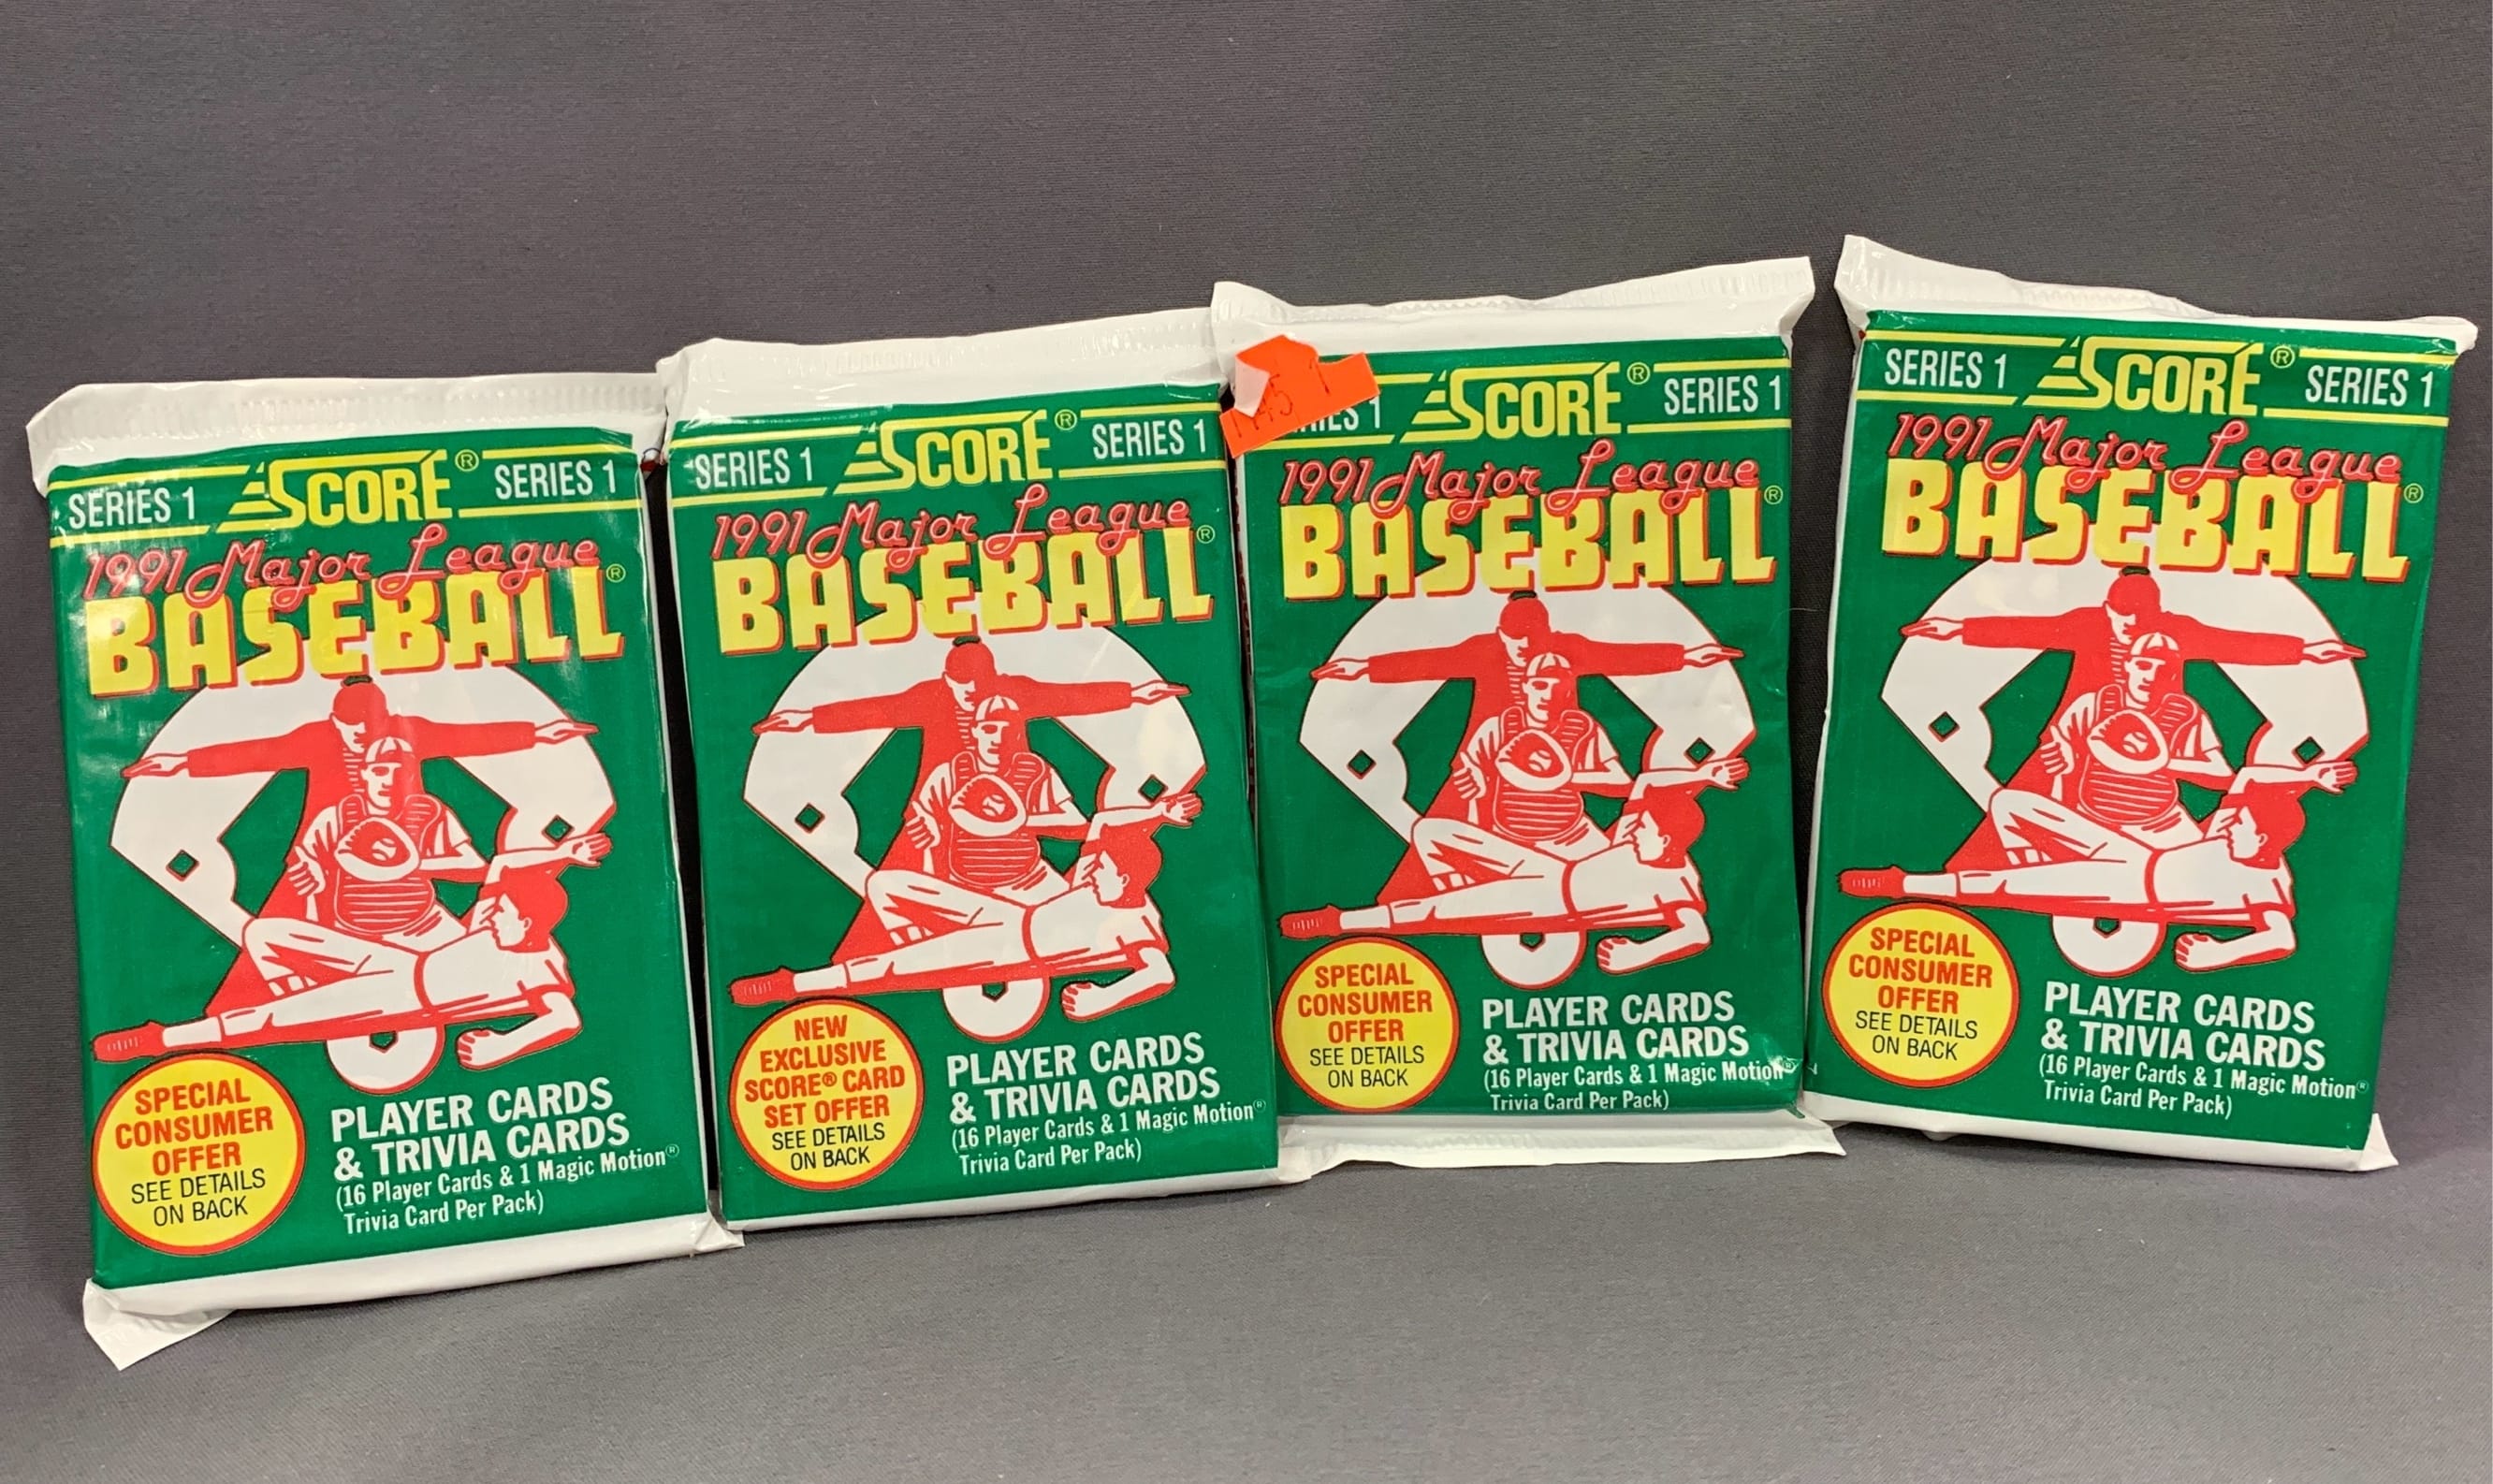 SERIES 1 SCORE® SERIES 1
1991 Major League
BASEBALL®
SPECIAL
CONSUMER
OFFER
SEE DETAILS
ON BACK
PLAYER CARDS
& TRIVIA CARDS
(16 Player Cards & 1 Magic Motion®
Trivia Card Per Pack)
SERIES 1 SCORE® SERIES 1
1991 Major League
BASEBALL®
NEW
EXCLUSIVE
SCORE® CARD
SET OFFER
SEE DETAILS
ON BACK
PLAYER CARDS
& TRIVIA CARDS
(16 Player Cards & 1 Magic Motion®
Trivia Card Per Pack)
SCORE® SERIES 1
1991 Major League
BASEBALL®
SPECIAL
CONSUMER
OFFER
SEE DETAILS
ON BACK
PLAYER CARDS
& TRIVIA CARDS
(16 Player Cards & 1 Magic Motion®
Trivia Card Per Pack)
SERIES 1 SCORE® SERIES 1
1991 Major League
BASEBALL®
SPECIAL
CONSUMER
OFFER
SEE DETAILS
ON BACK
PLAYER CARDS
& TRIVIA CARDS
(16 Player Cards & 1 Magic Motion®
Trivia Card Per Pack)